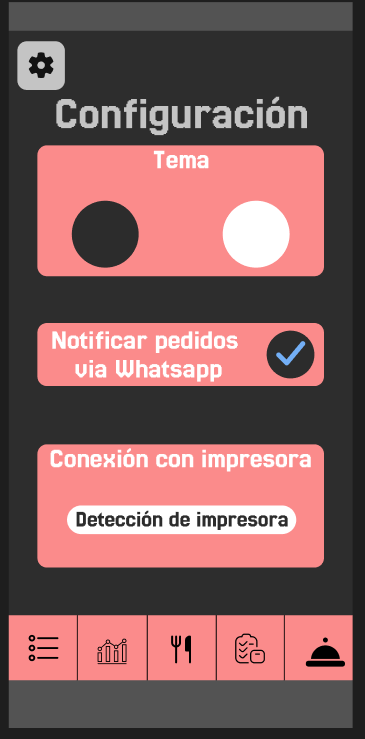 Configuración
Tema
Notificar pedidos
via Whatsapp
Conexión con impresora
Detección de impresora